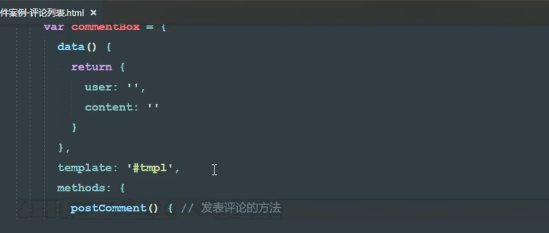 件案例-评论列表.html ×
var commentBox = {
data() {
return {
user: '',
content: ''
}
},
template: '#tmpl',
methods: {
postComment() { // 发表评论的方法